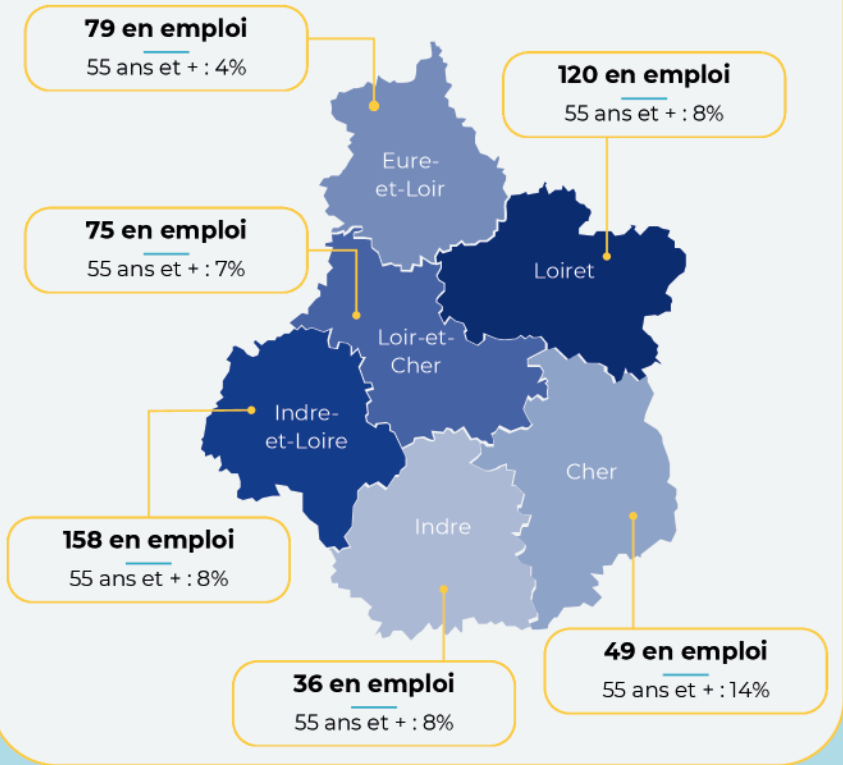 79 en emploi
55 ans et + : 4%
120 en emploi
55 ans et + : 8%
Eure-
et-Loir
75 en emploi
55 ans et + : 7%
Loiret
Loir-et-
Cher
Indre-
et-Loire
Cher
Indre
158 en emploi
55 ans et + : 8%
49 en emploi
55 ans et + : 14%
36 en emploi
55 ans et + : 8%